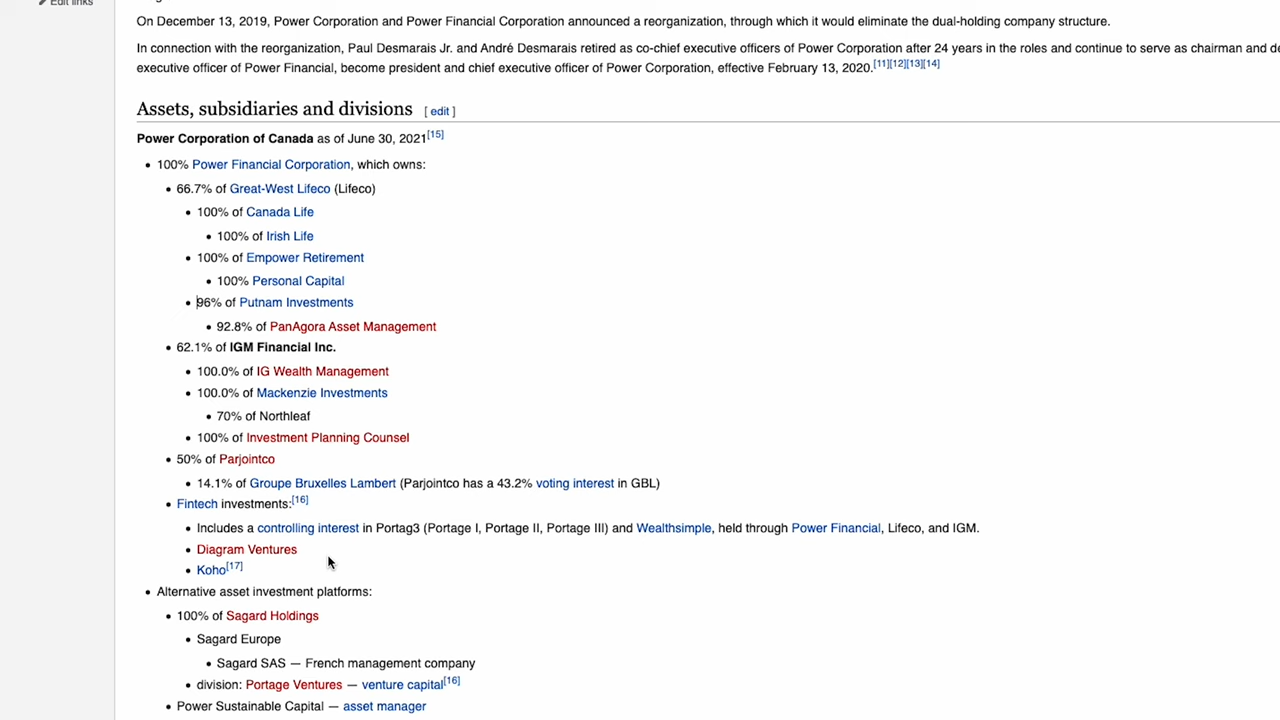 Edit links
On December 13, 2019, Power Corporation and Power Financial Corporation announced a reorganization, through which it would eliminate the dual-holding company structure.
In connection with the reorganization, Paul Desmarais Jr. and André Desmarais retired as co-chief executive officers of Power Corporation after 24 years in the roles and continue to serve as chairman and de
executive officer of Power Financial, become president and chief executive officer of Power Corporation, effective February 13, 2020.[11][12][13][14]
Assets, subsidiaries and divisions [ edit ]
Power Corporation of Canada as of June 30, 2021[15]
• 100% Power Financial Corporation, which owns:
• 66.7% of Great-West Lifeco (Lifeco)
• 100% of Canada Life
• 100% of Irish Life
• 100% of Empower Retirement
• 100% Personal Capital
• 96% of Putnam Investments
• 92.8% of PanAgora Asset Management
• 62.1% of IGM Financial Inc.
• 100.0% of IG Wealth Management
• 100.0% of Mackenzie Investments
• 70% of Northleaf
• 100% of Investment Planning Counsel
• 50% of Parjointco
• 14.1% of Groupe Bruxelles Lambert (Parjointco has a 43.2% voting interest in GBL)
• Fintech investments:[16]
• Includes a controlling interest in Portag3 (Portage I, Portage II, Portage III) and Wealthsimple, held through Power Financial, Lifeco, and IGM.
• Diagram Ventures
• Koho[17]
• Alternative asset investment platforms:
• 100% of Sagard Holdings
• Sagard Europe
• Sagard SAS — French management company
• division: Portage Ventures — venture capital[16]
• Power Sustainable Capital — asset manager